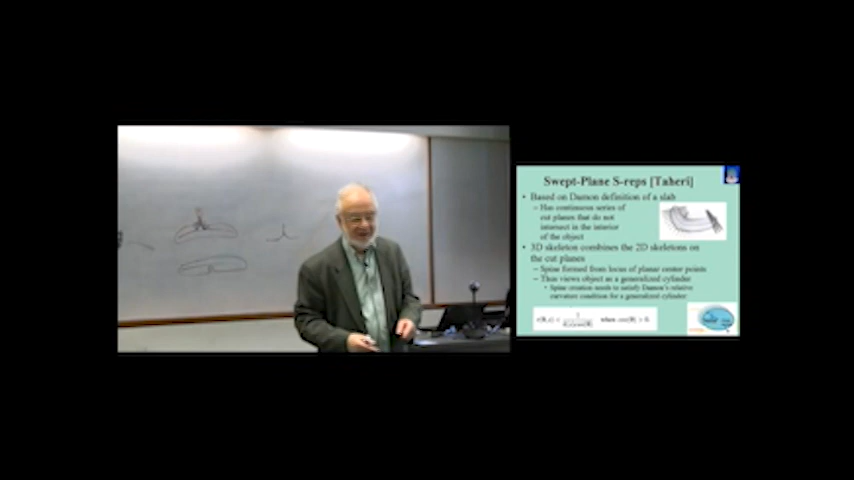 Swept-Plane S-reps [Taheri]
• Based on Damon definition of a slab
– Has continuous series of
cut planes that do not
intersect in the interior
of the object
• 3D skeleton combines the 2D skeletons on
the cut planes
– Spine formed from locus of planar center points
– Thus views object as a generalized cylinder
• Spine creation needs to satisfy Damon's relative
curvature condition for a generalized cylinder
when cos(θ) > 0.